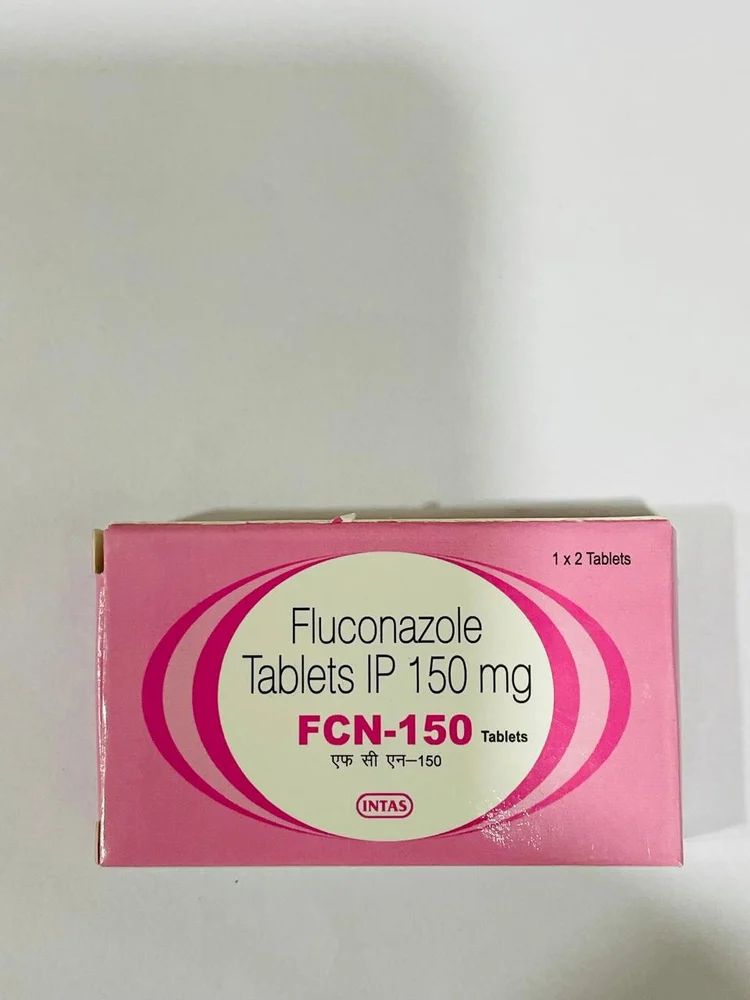 1 x 2 Tablets
Fluconazole
Tablets IP 150 mg
FCN-150 Tablets
एफ सी एन–150
INTAS